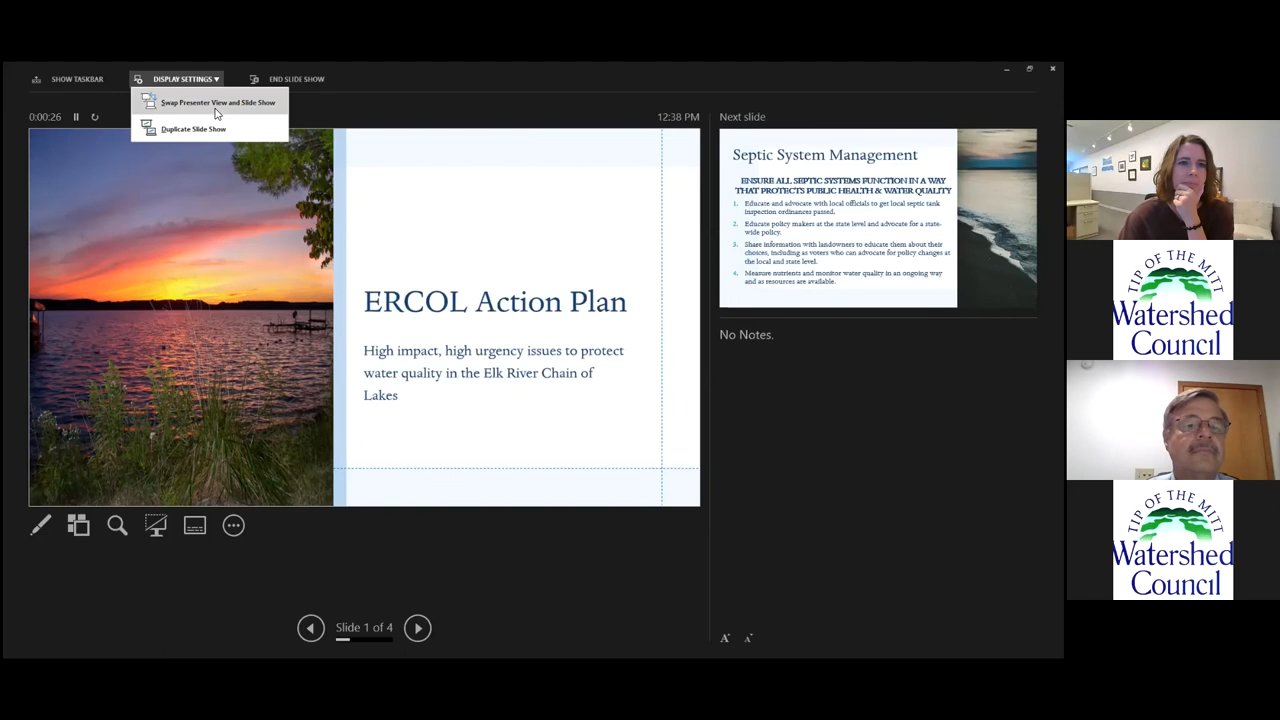 SHOW TASKBAR
DISPLAY SETTINGS ▼
END SLIDE SHOW
Swap Presenter View and Slide Show
Duplicate Slide Show
0:00:26
12:38 PM
ERCOL Action Plan
High impact, high urgency issues to protect
water quality in the Elk River Chain of
Lakes
Slide 1 of 4
Next slide
Septic System Management
ENSURE ALL SEPTIC SYSTEMS FUNCTION IN A WAY
THAT PROTECTS PUBLIC HEALTH & WATER QUALITY
1. Educate and advocate with local officials to get local septic tank
inspection ordinances passed.
2. Educate policy makers at the state level and advocate for a state-
wide policy.
3. Share information with landowners to educate them about their
choices, including as voters who can advocate for policy changes at
the local and state level.
4. Measure nutrients and monitor water quality in an ongoing way
and as resources are available.
No Notes.
A A
TIP OF THE MITT
Watershed
Council
TIP OF THE MITT
Watershed
Council